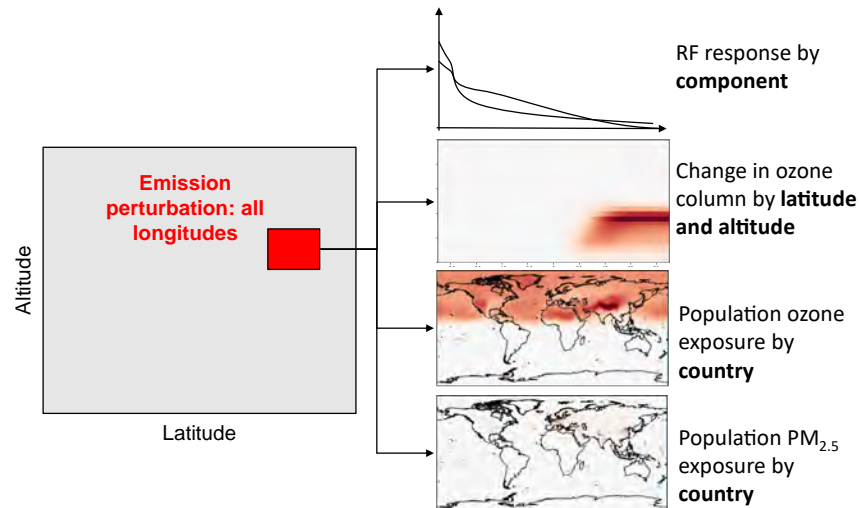 Emission
perturbation: all
longitudes
Altitude
Latitude
RF response by
component
Change in ozone
column by latitude
and altitude
Population ozone
exposure by
country
Population PM2.5
exposure by
country